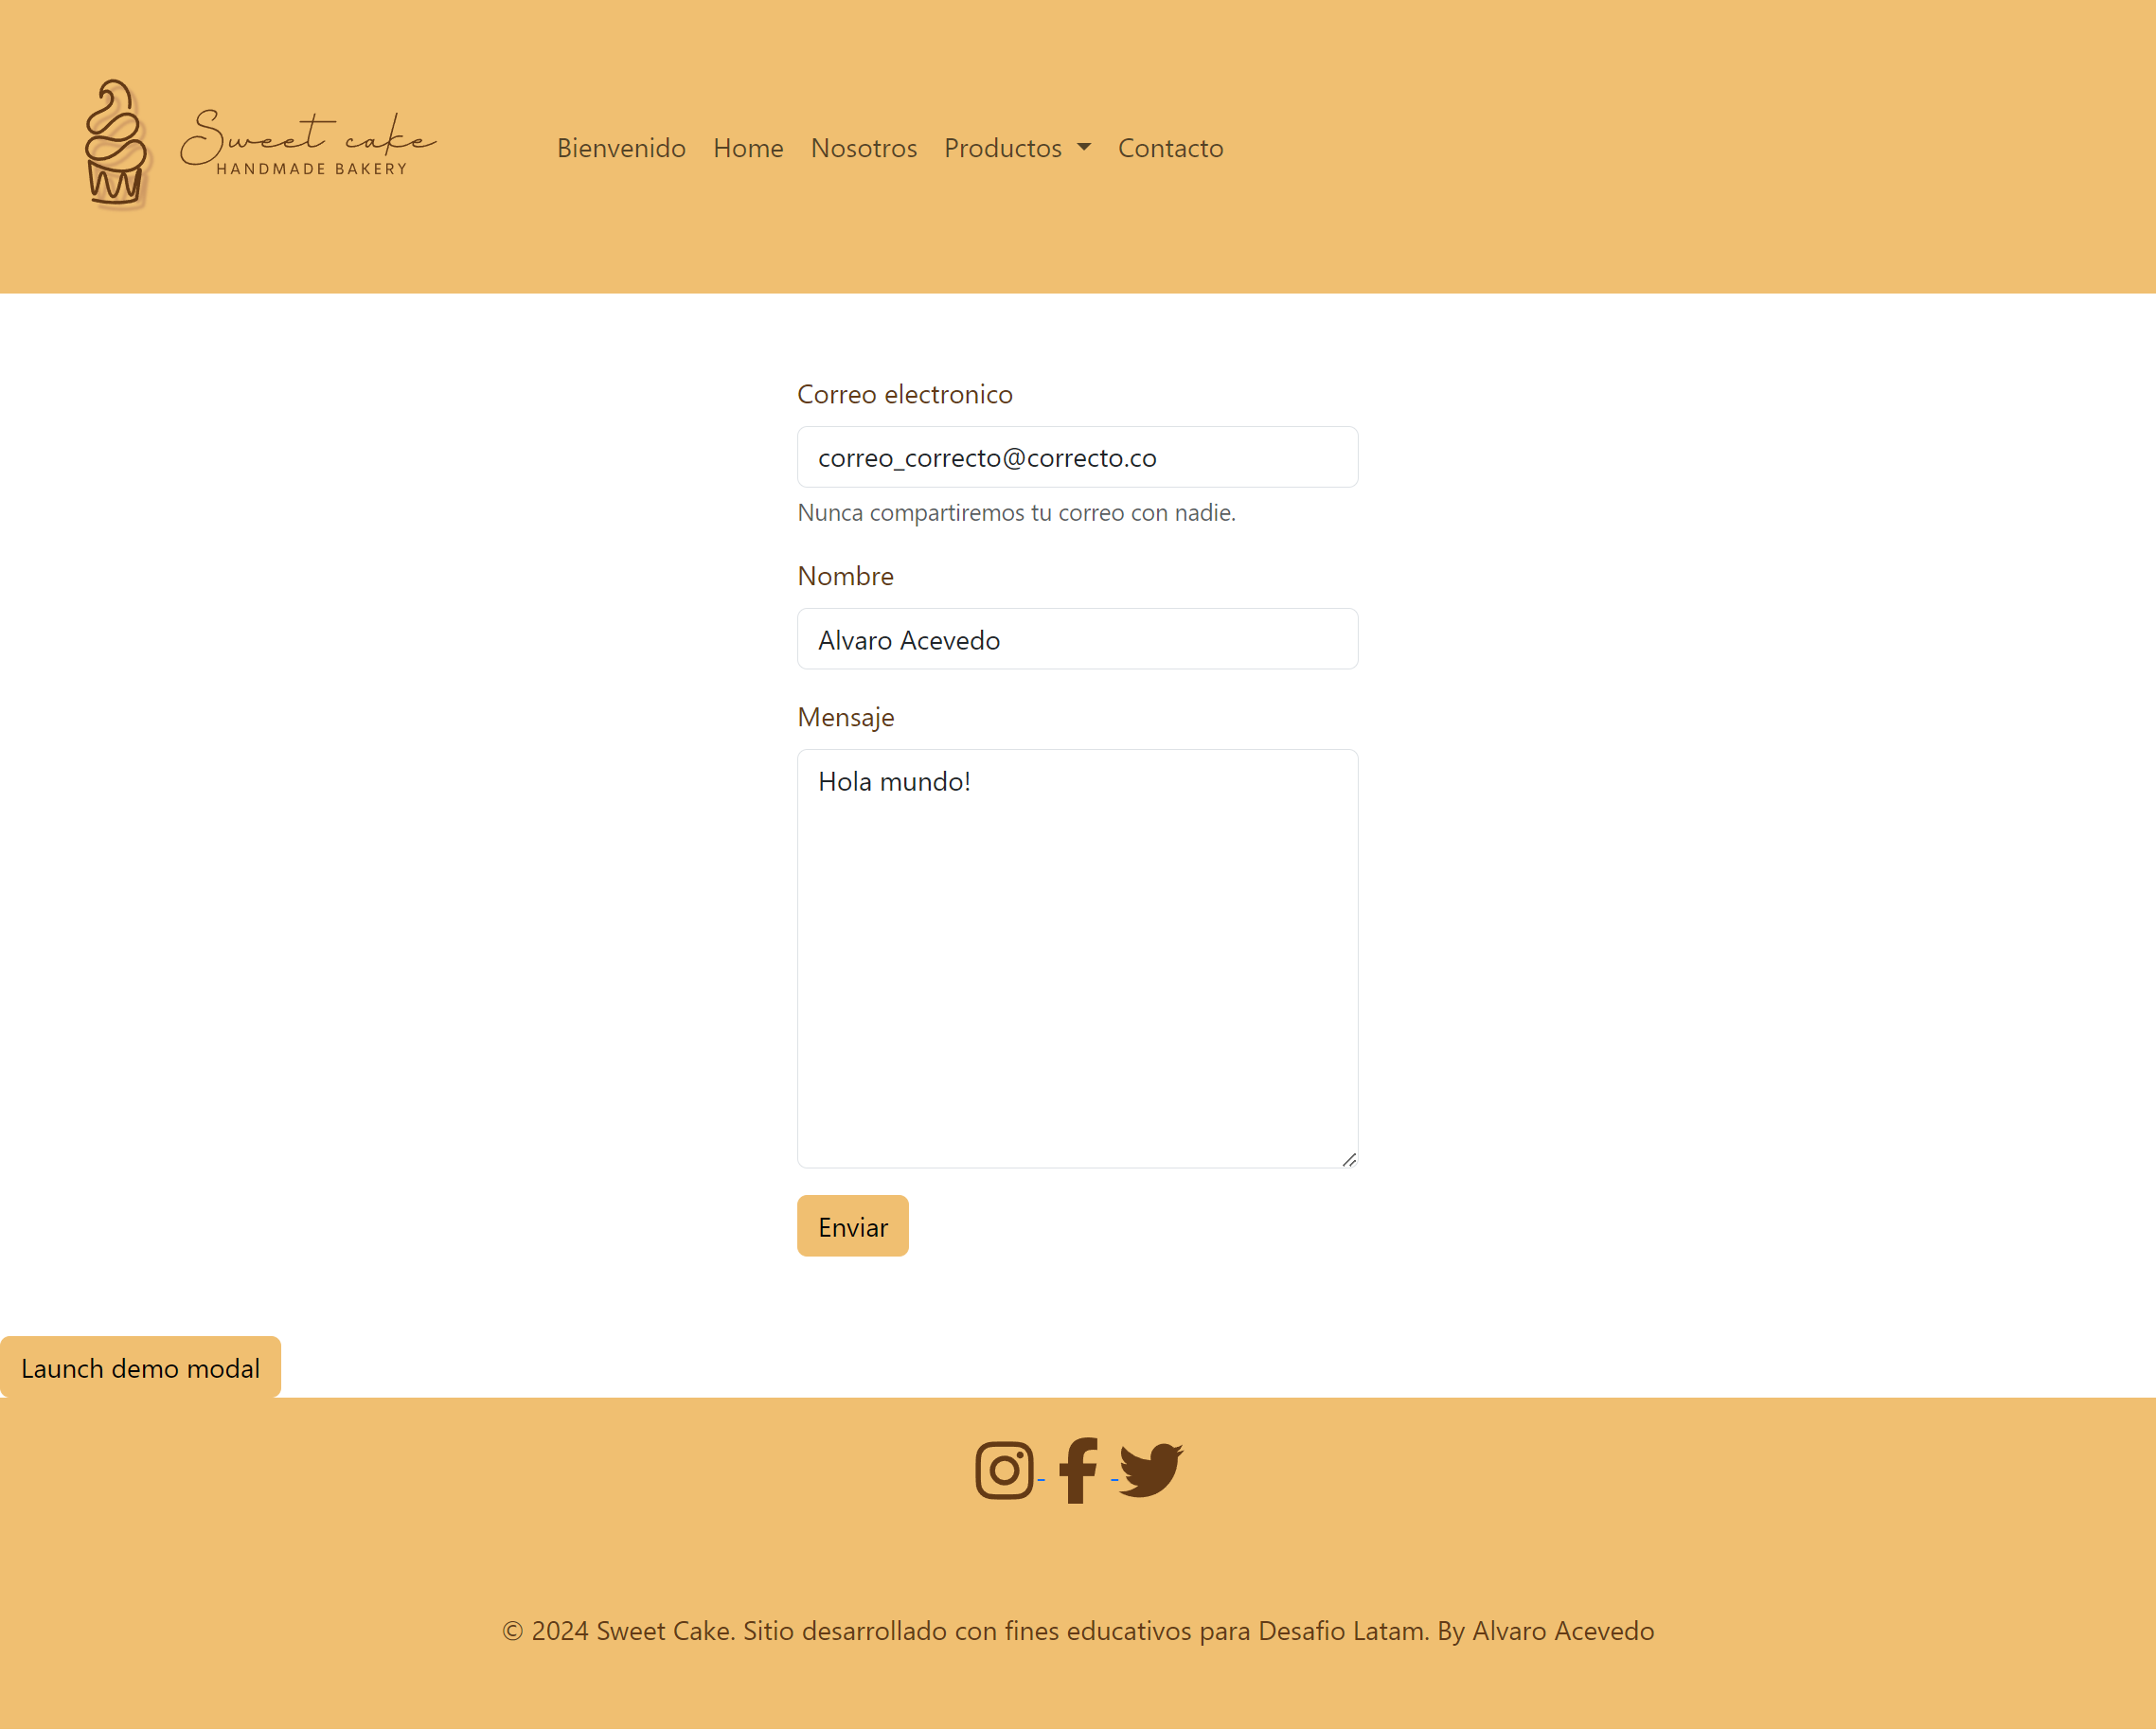 Sweet cake
HANDMADE BAKERY
Bienvenido Home Nosotros Productos Contacto
Correo electronico
correo_correcto@correcto.co
Nunca compartiremos tu correo con nadie.
Nombre
Alvaro Acevedo
Mensaje
Hola mundo!
Enviar
Launch demo modal
© 2024 Sweet Cake. Sitio desarrollado con fines educativos para Desafio Latam. By Alvaro Acevedo